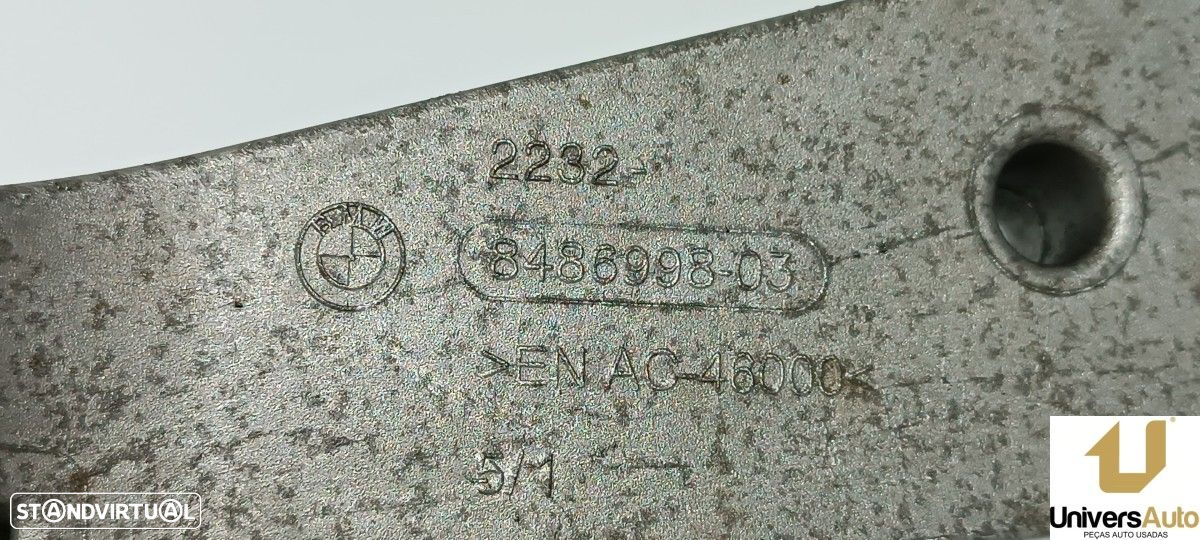 2232-
BMW
8486998-03
>EN AC-46000<
5/1
STANDVIRTUAL
UniversAuto
PEÇAS AUTO USADAS